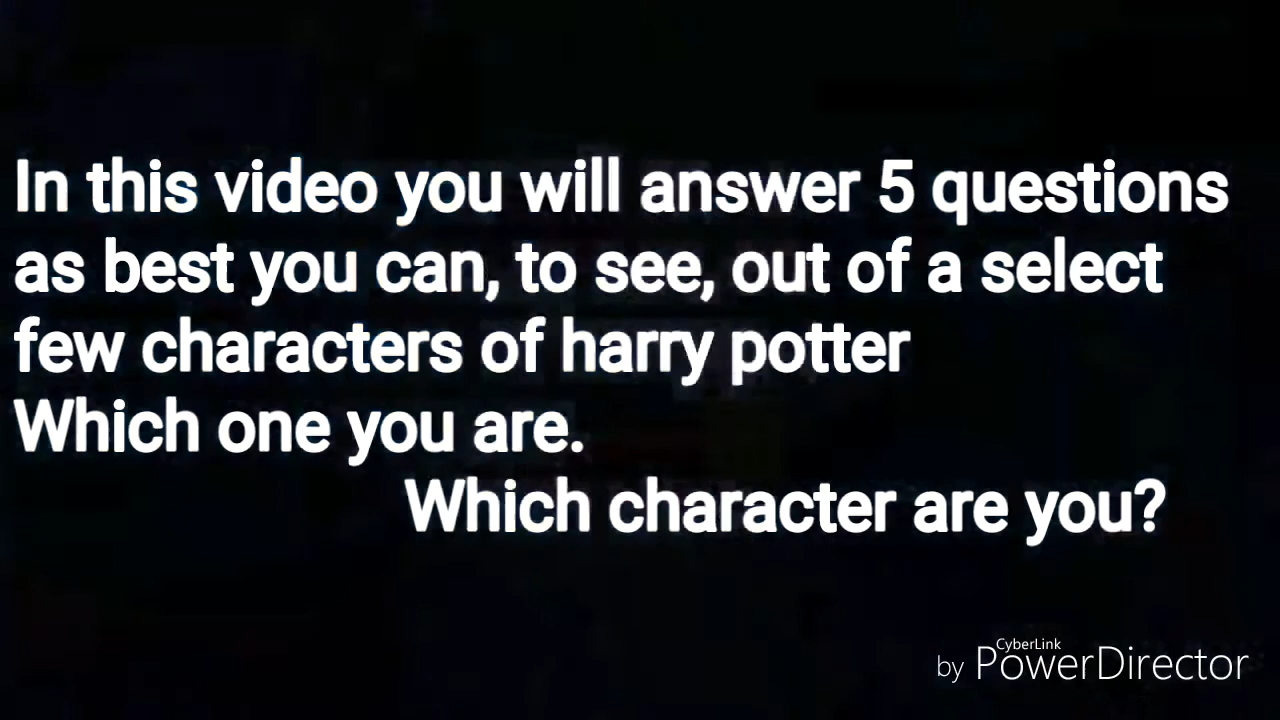 In this video you will answer 5 questions
as best you can, to see, out of a select
few characters of harry potter
Which one you are.
Which character are you?
CyberLink
by PowerDirector